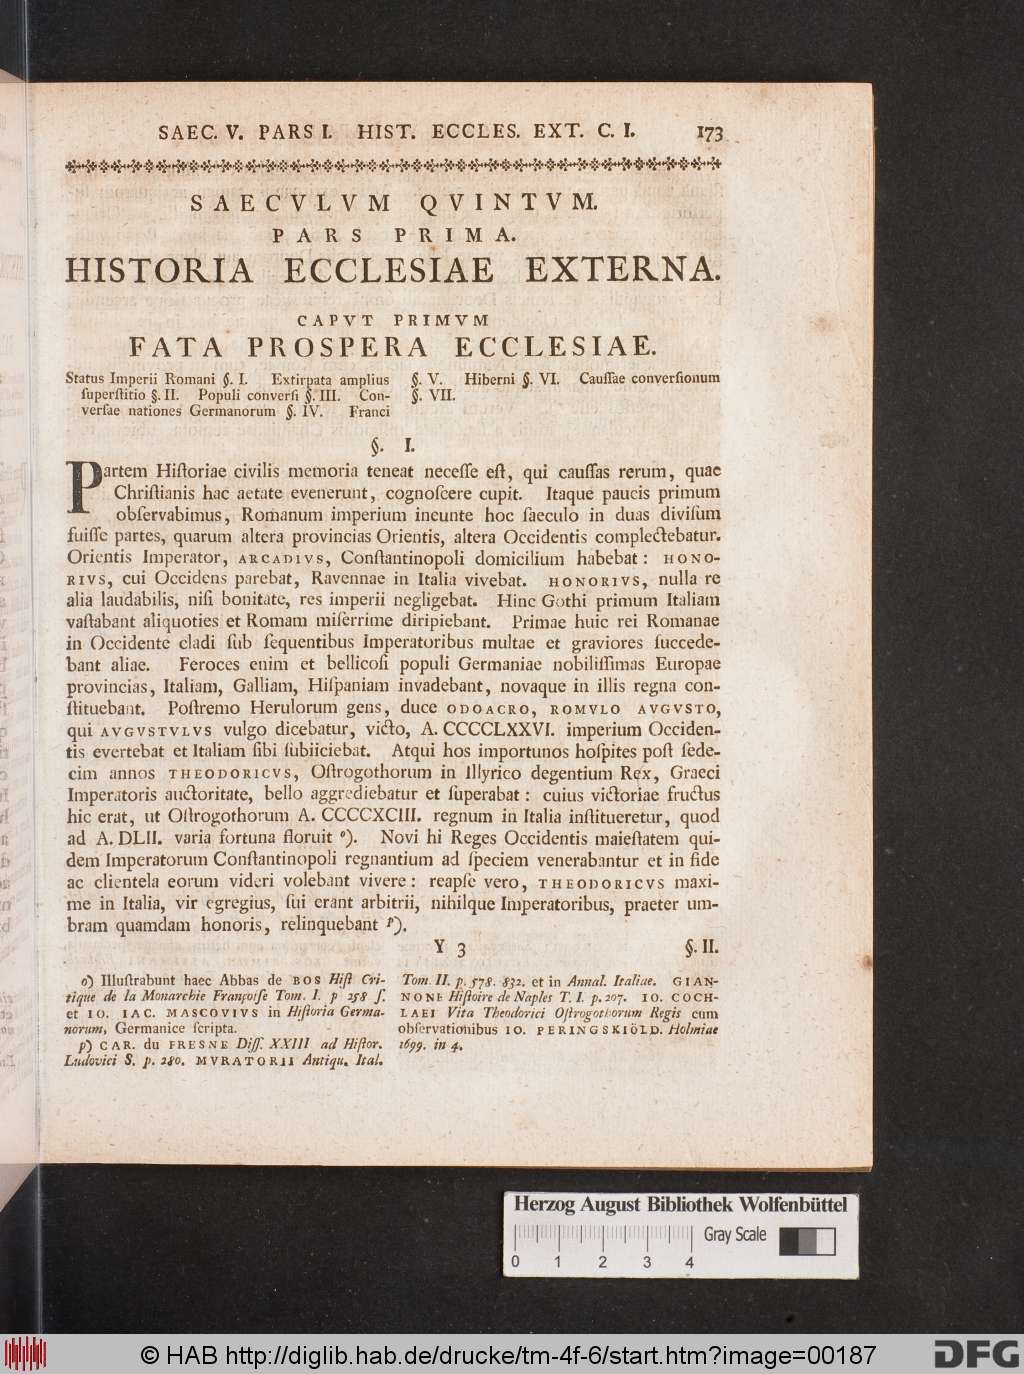 SAEC. V. PARS I. HIST. ECCLES. EXT. C. I. 173
SAECVLVM QVINTVM.
PARS PRIMA.
HISTORIA ECCLESIAE EXTERNA.
CAPVT PRIMVM
FATA PROSPERA ECCLESIAE.
Status Imperii Romani §. I. Extirpata amplius
ſuperſtitio §. II. Populi converſi §. III. Con-
verſae nationes Germanorum §. IV. Franci
§. V. Hiberni §. VI. Cauſſae converſionum
§. VII.
§. I.
Partem Hiſtoriae civilis memoria teneat neceſſe eſt, qui cauſſas rerum, quae
Chriſtianis hac aetate evenerunt, cognoſcere cupit. Itaque paucis primum
obſervabimus, Romanum imperium ineunte hoc ſaeculo in duas diviſum
fuiſſe partes, quarum altera provincias Orientis, altera Occidentis complectebatur.
Orientis Imperator, ARCADIVS, Conſtantinopoli domicilium habebat: HONO-
RIVS, cui Occidens parebat, Ravennae in Italia vivebat. HONORIVS, nulla re
alia laudabilis, niſi bonitate, res imperii negligebat. Hinc Gothi primum Italiam
vaſtabant aliquoties et Romam miſerrime diripiebant. Primae huic rei Romanae
in Occidente cladi ſub ſequentibus Imperatoribus multae et graviores ſuccede-
bant aliae. Feroces enim et bellicoſi populi Germaniae nobiliſſimas Europae
provincias, Italiam, Galliam, Hiſpaniam invadebant, novaque in illis regna con-
ſtituebant. Poſtremo Herulorum gens, duce ODOACRO, ROMVLO AVGVSTO,
qui AVGVSTVLVS vulgo dicebatur, victo, A. CCCCLXXVI. imperium Occiden-
tis evertebat et Italiam ſibi ſubiiciebat. Atqui hos importunos hoſpites poſt ſede-
cim annos THEODORICVS, Oſtrogothorum in Illyrico degentium Rex, Graeci
Imperatoris auctoritate, bello aggrediebatur et ſuperabat: cuius victoriae fructus
hic erat, ut Oſtrogothorum A. CCCCXCIII. regnum in Italia inſtitueretur, quod
ad A. DLII. varia fortuna floruit o). Novi hi Reges Occidentis maieſtatem qui-
dem Imperatorum Conſtantinopoli regnantium ad ſpeciem venerabantur et in fide
ac clientela eorum videri volebant vivere: reapſe vero, THEODORICVS maxi-
me in Italia, vir egregius, ſui erant arbitrii, nihilque Imperatoribus, praeter um-
bram quamdam honoris, relinquebant p).
Y 3 §. II.
o) Illuſtrabunt haec Abbas de BOS Hiſt Cri-
tique de la Monarchie Françoiſe Tom. I. p 258 ſ.
et IO. IAC. MASCOVIVS in Hiſtoria Germa-
norum, Germanice ſcripta.
p) CAR. du FRESNE Diſſ. XXIII ad Hiſtor.
Ludovici S. p. 280. MVRATORII Antiqu. Ital.
Tom. II. p. 578. 832. et in Annal. Italiae. GIAN-
NONE Hiſtoire de Naples T. I. p. 207. IO. COCH-
LAEI Vita Theodorici Oſtrogothorum Regis cum
obſervationibus IO. PERINGSKIÖLD. Holmiae
1699. in 4.
Herzog August Bibliothek Wolfenbüttel
Gray Scale
0 1 2 3 4
© HAB http://diglib.hab.de/drucke/tm-4f-6/start.htm?image=00187
DFG